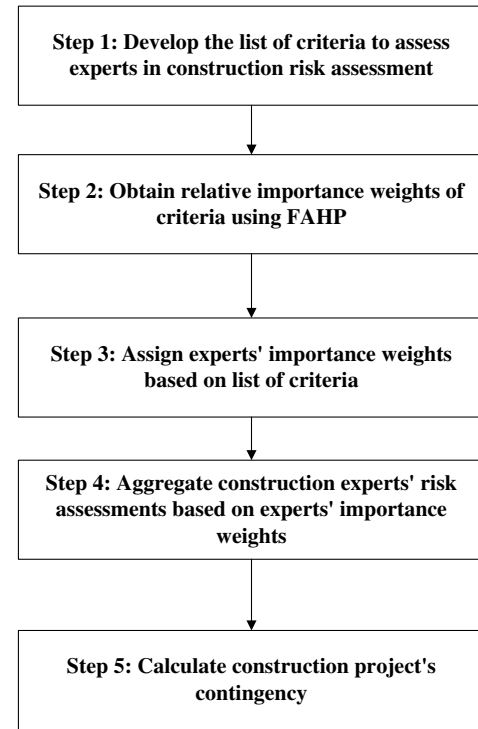 Step 1: Develop the list of criteria to assess
experts in construction risk assessment
Step 2: Obtain relative importance weights of
criteria using FAHP
Step 3: Assign experts' importance weights
based on list of criteria
Step 4: Aggregate construction experts' risk
assessments based on experts' importance
weights
Step 5: Calculate construction project's
contingency